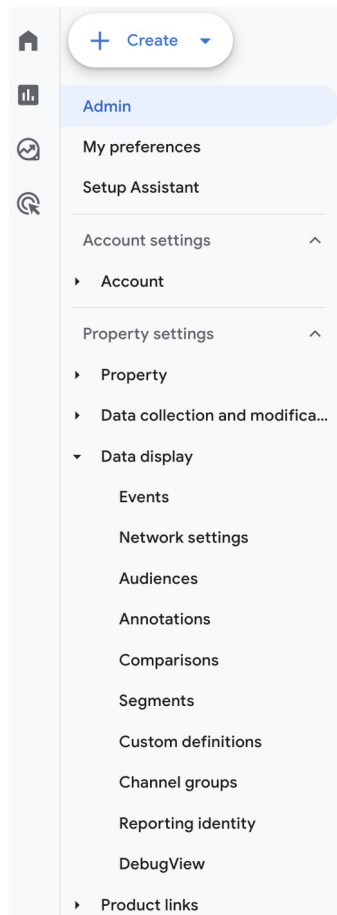 Create
Admin
My preferences
Setup Assistant
Account settings
Account
Property settings
Property
Data collection and modifica...
Data display
Events
Network settings
Audiences
Annotations
Comparisons
Segments
Custom definitions
Channel groups
Reporting identity
DebugView
Product links